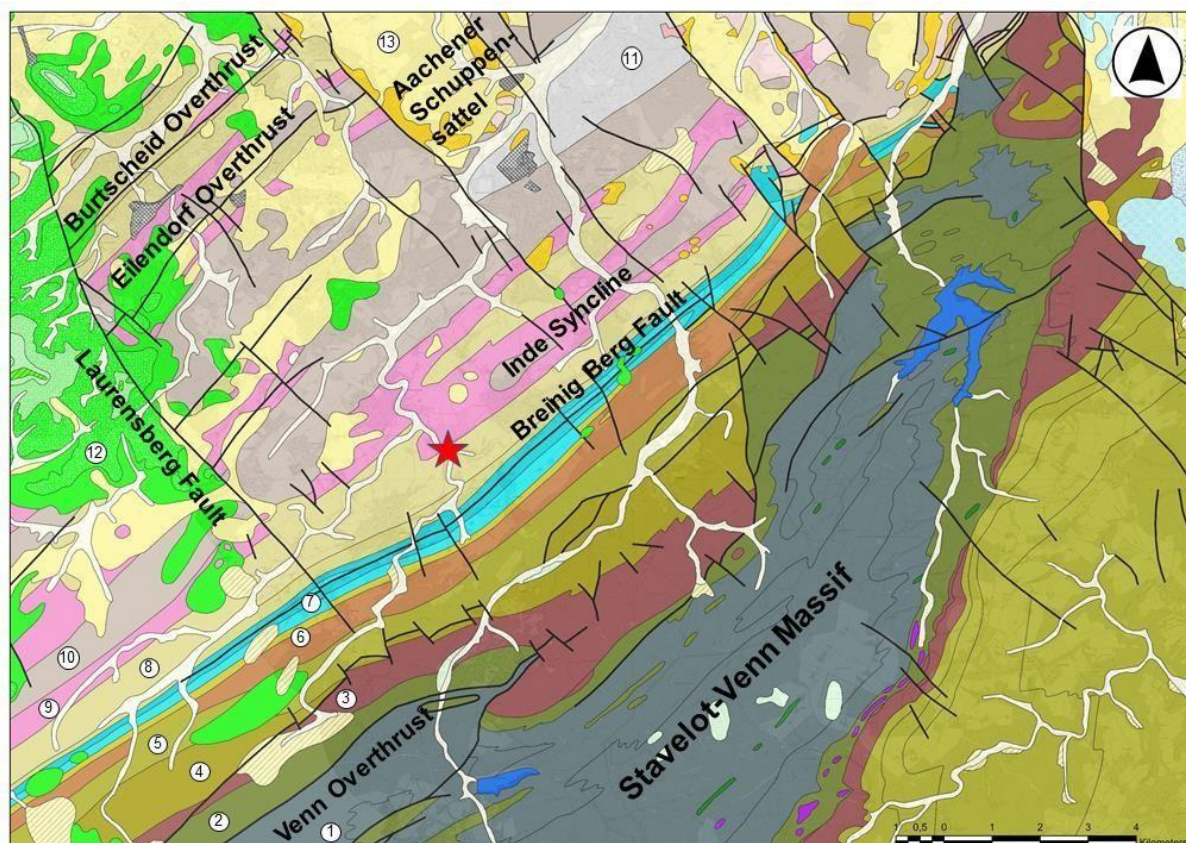 13
Aachener
Schuppen-
sattel
11
Burtscheid Overthrust
Eilendorf Overthrust
Inde Syncline
Breinig Berg Fault
Laurensberg Fault
12
7
6
10
8
9
3
5
4
2
1
Venn Overthrust
Stavelot-Venn Massif
1 0,5 0 1 2 3 4
Kilometers